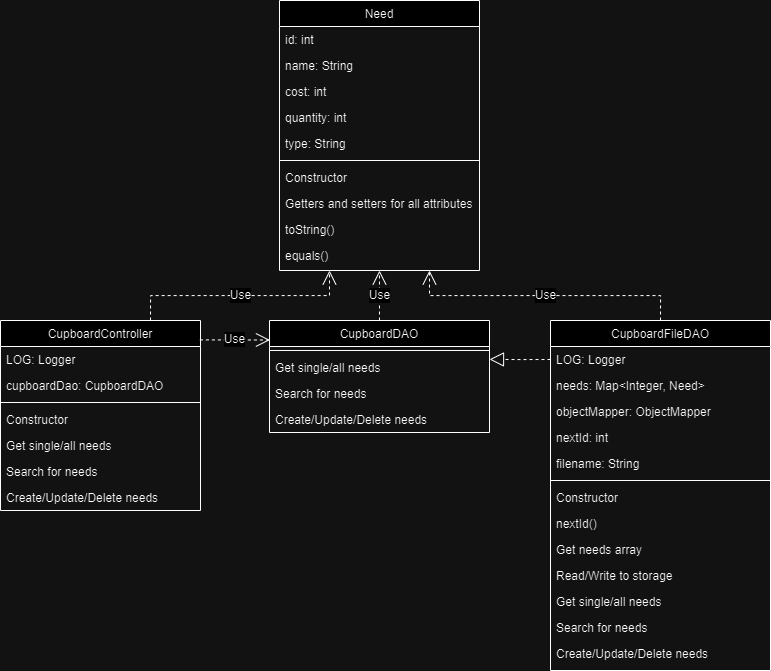 Need
id: int
name: String
cost: int
quantity: int
type: String
Constructor
Getters and setters for all attributes
toString()
equals()
Use
Use
Use
CupboardController
LOG: Logger
cupboardDao: CupboardDAO
Constructor
Get single/all needs
Search for needs
Create/Update/Delete needs
Use
CupboardDAO
Get single/all needs
Search for needs
Create/Update/Delete needs
CupboardFileDAO
LOG: Logger
needs: Map<Integer, Need>
objectMapper: ObjectMapper
nextId: int
filename: String
Constructor
nextId()
Get needs array
Read/Write to storage
Get single/all needs
Search for needs
Create/Update/Delete needs